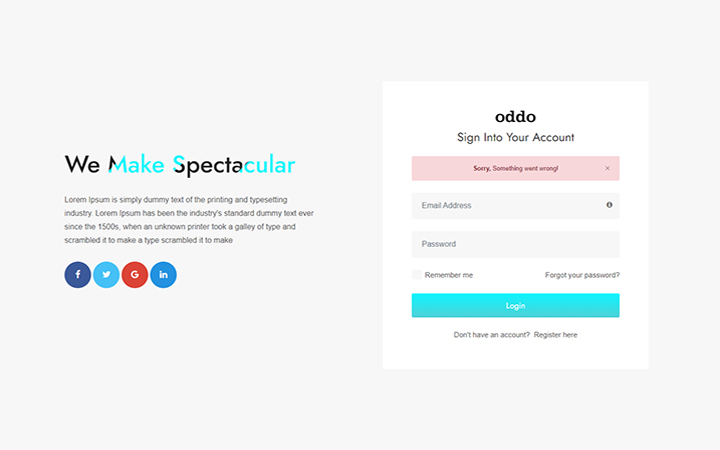 We Make Spectacular
Lorem Ipsum is simply dummy text of the printing and typesetting
industry. Lorem Ipsum has been the industry's standard dummy text ever
since the 1500s, when an unknown printer took a galley of type and
scrambled it to make a type scrambled it to make
oddo
Sign Into Your Account
Sorry, Something went wrong! ×
Email Address
Password
Remember me Forgot your password?
Login
Don't have an account? Register here